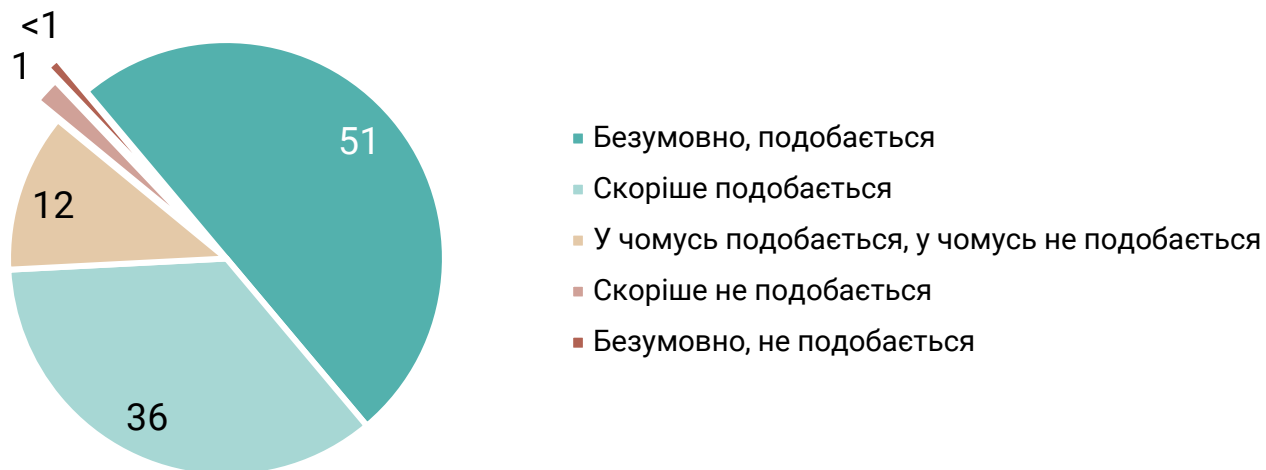 <1
1
51
12
36
Безумовно, подобається
Скоріше подобається
У чомусь подобається, у чомусь не подобається
Скоріше не подобається
Безумовно, не подобається